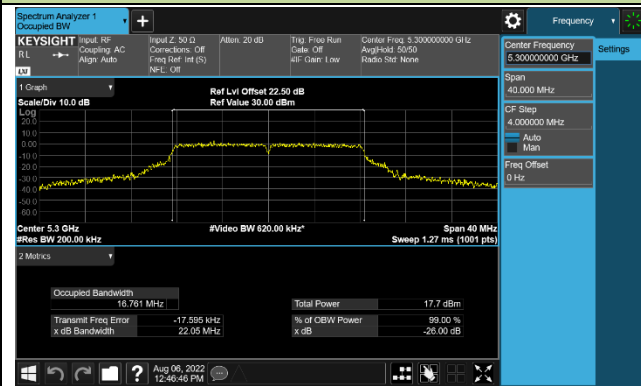 Spectrum Analyzer 1
Occupied BW
Frequency
KEYSIGHT
Input: RF
Input Z: 50 Ω
Atten: 20 dB
Trig: Free Run
Center Freq: 5.300000000 GHz
RL
Coupling: AC
Corrections: Off
Gate: Off
Avg|Hold: 50/50
Align: Auto
Freq Ref: Int (S)
#IF Gain: Low
Radio Std: None
NFE: Off
LXI
Center Frequency
5.300000000 GHz
Settings
Span
40.000 MHz
CF Step
4.000000 MHz
Auto
Man
Freq Offset
0 Hz
1 Graph
Ref Lvl Offset 22.50 dB
Scale/Div 10.0 dB
Ref Value 30.00 dBm
Log
20.0
10.0
0.00
-10.0
-20.0
-30.0
-40.0
-50.0
-60.0
Center 5.3 GHz
#Video BW 620.00 kHz*
Span 40 MHz
#Res BW 200.00 kHz
Sweep 1.27 ms (1001 pts)
2 Metrics
Occupied Bandwidth
16.761 MHz
Total Power
17.7 dBm
Transmit Freq Error
-17.595 kHz
% of OBW Power
99.00 %
x dB Bandwidth
22.05 MHz
x dB
-26.00 dB
Aug 06, 2022
12:46:46 PM